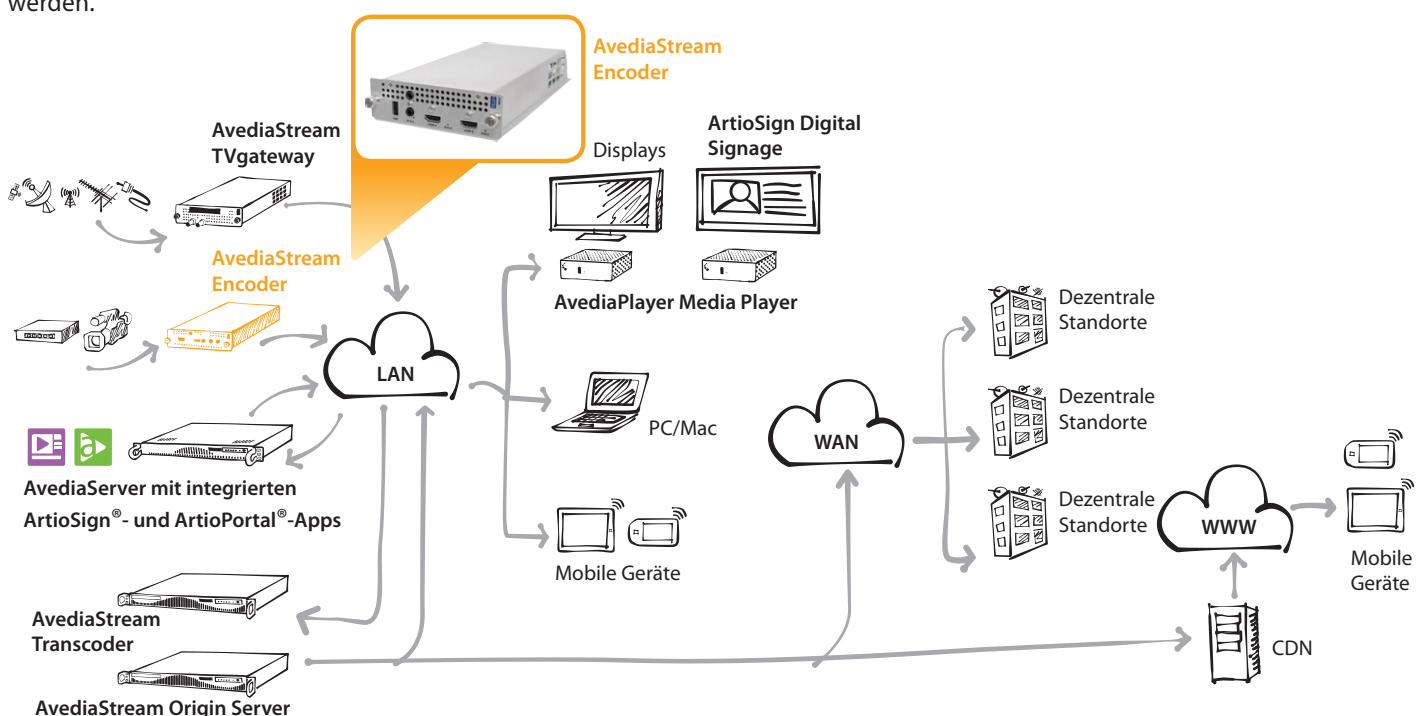 werden.
AvediaStream
Encoder
AvediaStream
TVgateway
Displays
ArtioSign Digital
Signage
AvediaStream
Encoder
AvediaPlayer Media Player
LAN
PC/Mac
AvediaServer mit integrierten
ArtioSign®- und ArtioPortal®-Apps
Mobile Geräte
AvediaStream
Transcoder
AvediaStream Origin Server
WAN
Dezentrale
Standorte
Dezentrale
Standorte
Dezentrale
Standorte
WWW
Mobile
Geräte
CDN